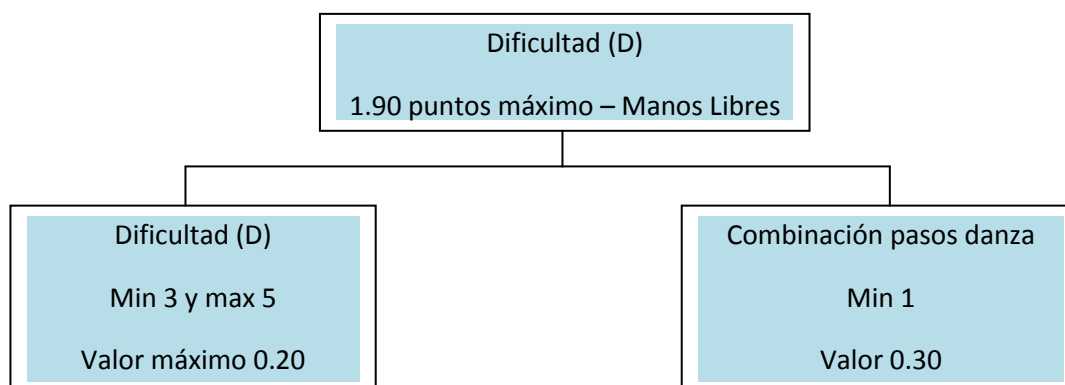 Dificultad (D)
1.90 puntos máximo – Manos Libres
Dificultad (D)
Min 3 y max 5
Valor máximo 0.20
Combinación pasos danza
Min 1
Valor 0.30